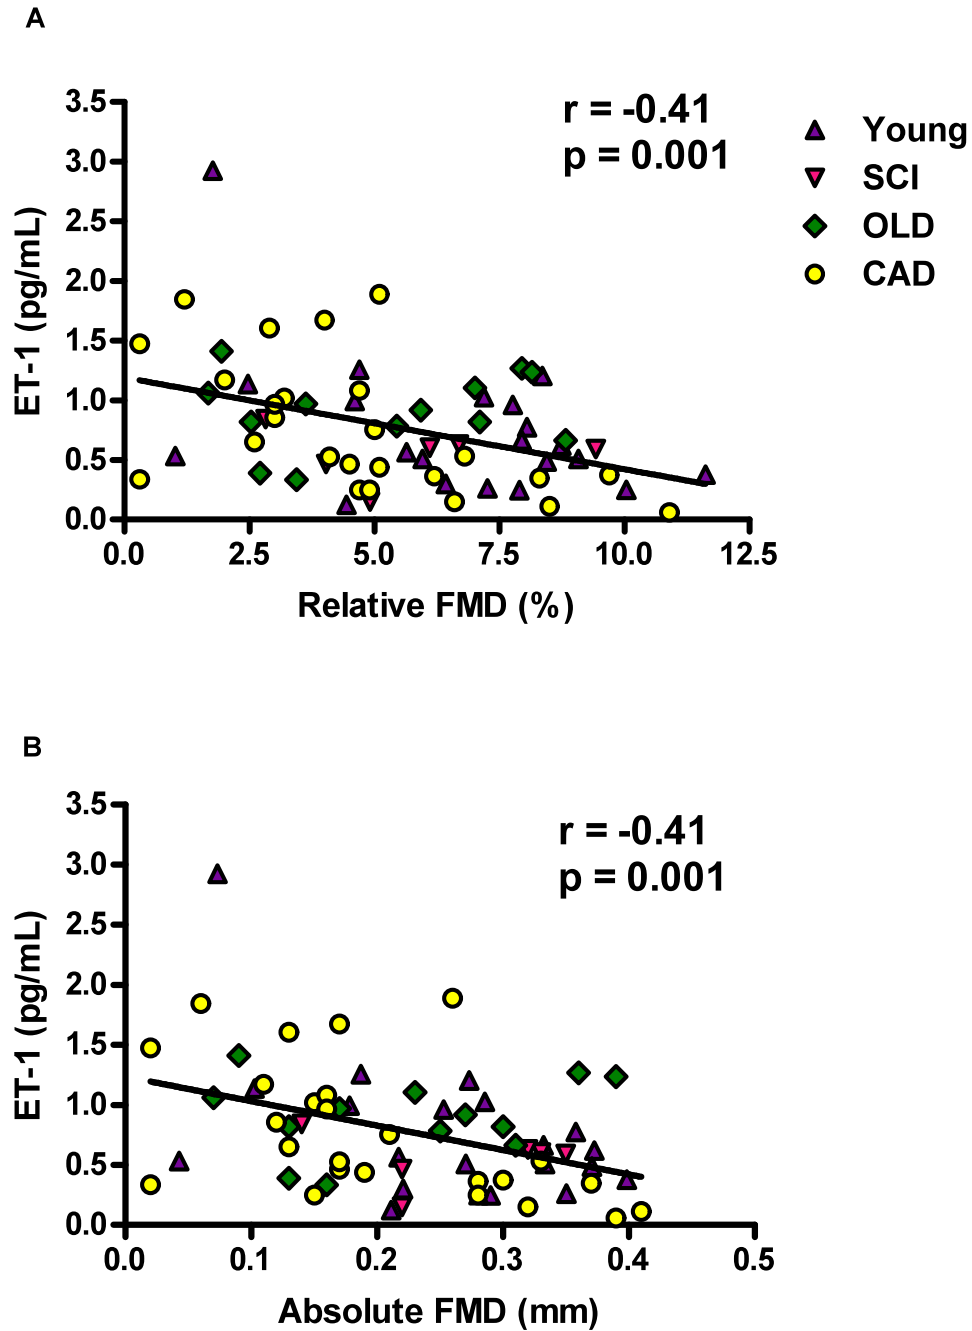 A
r = -0.41
p = 0.001
Young
SCI
OLD
CAD
3.5
3.0
2.5
2.0
1.5
1.0
0.5
0.0
ET-1 (pg/mL)
0.0 2.5 5.0 7.5 10.0 12.5
Relative FMD (%)
B
r = -0.41
p = 0.001
3.5
3.0
2.5
2.0
1.5
1.0
0.5
0.0
ET-1 (pg/mL)
0.0 0.1 0.2 0.3 0.4 0.5
Absolute FMD (mm)